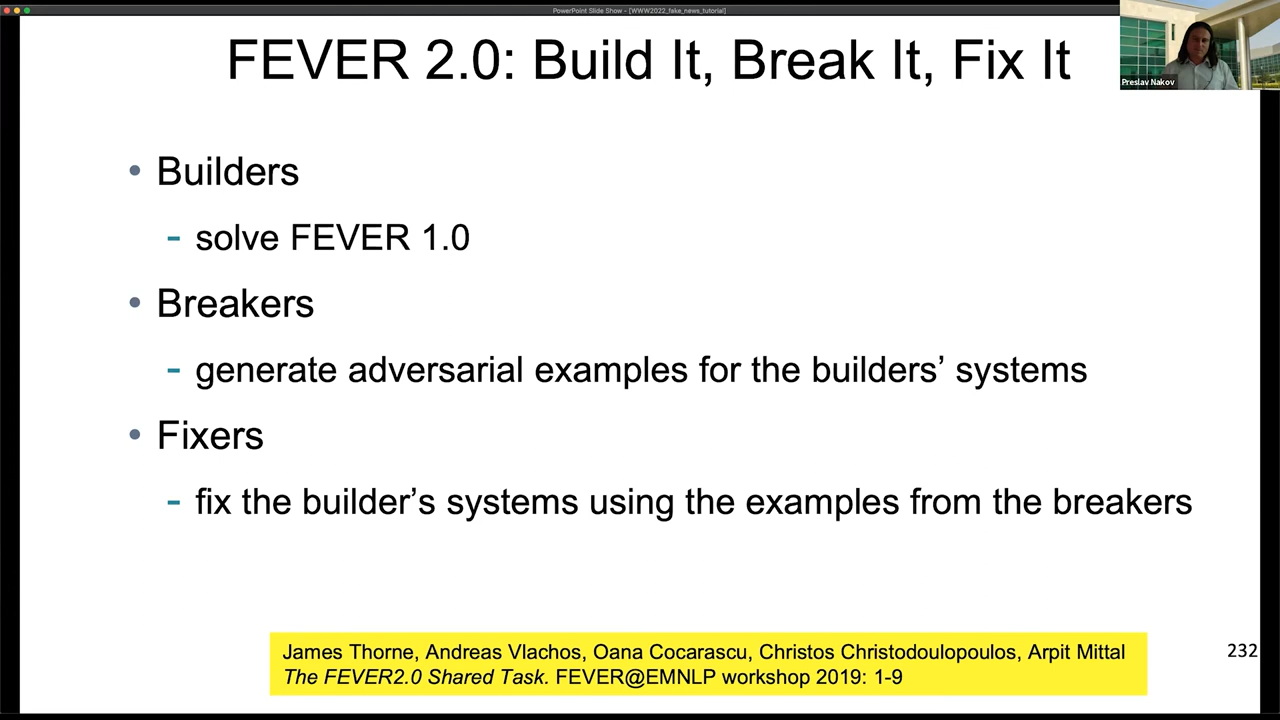 PowerPoint Slide Show - [WWW2022_fake_news_tutorial]
FEVER 2.0: Build It, Break It, Fix It
Preslav Nakov
• Builders
- solve FEVER 1.0
• Breakers
- generate adversarial examples for the builders’ systems
• Fixers
- fix the builder’s systems using the examples from the breakers
James Thorne, Andreas Vlachos, Oana Cocarascu, Christos Christodoulopoulos, Arpit Mittal
The FEVER2.0 Shared Task. FEVER@EMNLP workshop 2019: 1-9
232